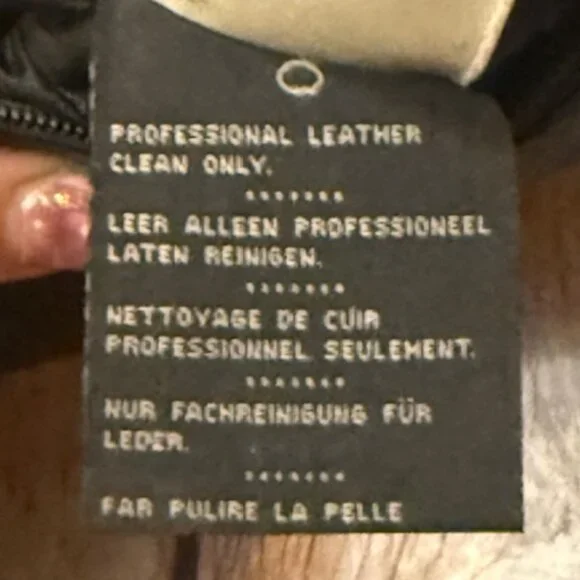 PROFESSIONAL LEATHER
CLEAN ONLY.
LEER ALLEEN PROFESSIONEEL
LATEN REINIGEN.
NETTOYAGE DE CUIR
PROFESSIONNEL SEULEMENT.
NUR FACHREINIGUNG FÜR
LEDER.
FAR PULIRE LA PELLE